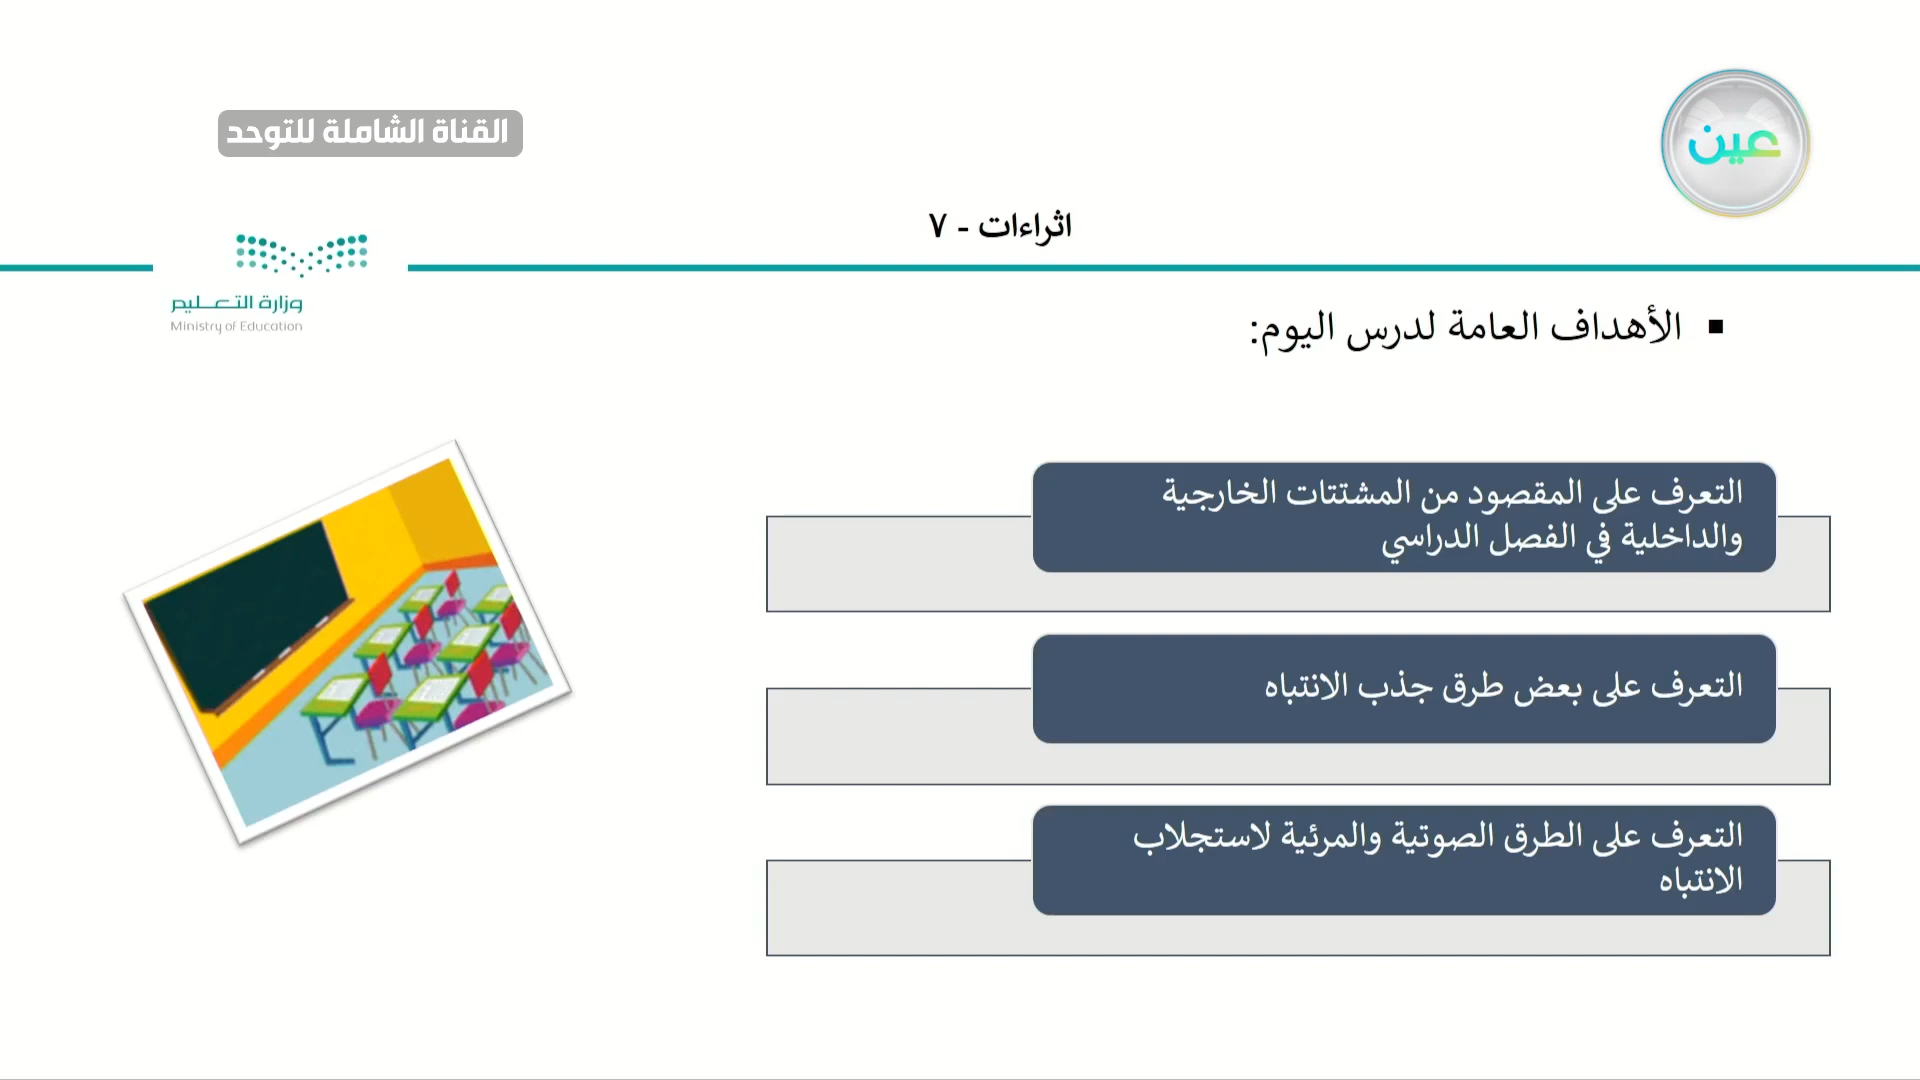 القناة الشاملة للتوحد
عين
اثراءات - ٧
وزارة التعليم
Ministry of Education
▪ الأهداف العامة لدرس اليوم:
التعرف على المقصود من المشتتات الخارجية
والداخلية في الفصل الدراسي
التعرف على بعض طرق جذب الانتباه
التعرف على الطرق الصوتية والمرئية لاستجلاب
الانتباه